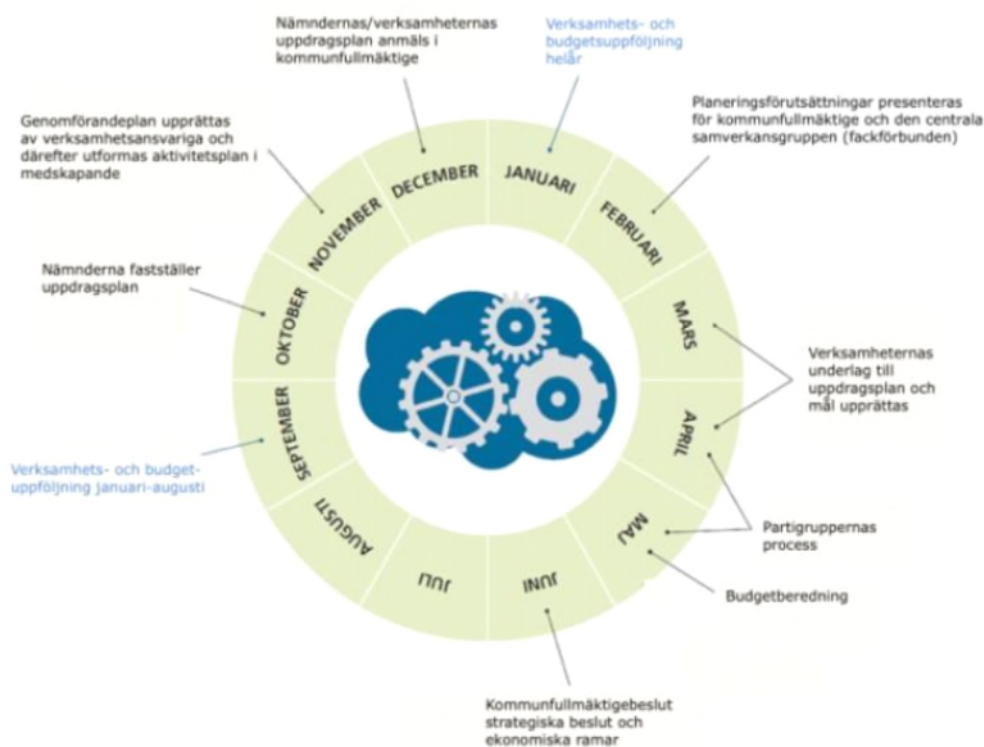 Nämndernas/verksamheternas
uppdragsplan anmäls i
kommunfullmäktige
Verksamhets- och
budgetsuppföljning
helår
Planeringsförutsättningar presenteras
för kommunfullmäktige och den centrala
samverkansgruppen (fackförbunden)
Genomförandeplan upprättas
av verksamhetsansvariga och
därefter utformas aktivitetsplan i
medskapande
Nämnderna fastställer
uppdragsplan
Verksamheternas
underlag till
uppdragsplan och
mål upprättas
Verksamhets- och budget-
uppföljning januari-augusti
Partigruppernas
process
Budgetberedning
Kommunfullmäktigebeslut
strategiska beslut och
ekonomiska ramar
JANUARI
FEBRUARI
MARS
APRIL
MAJ
JUNI
JULI
AUGUSTI
SEPTEMBER
OKTOBER
NOVEMBER
DECEMBER